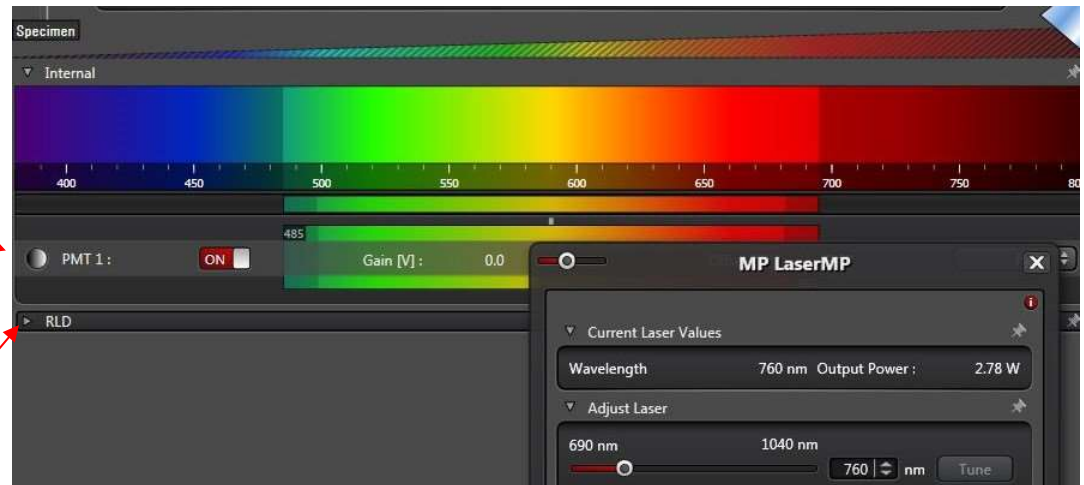 Specimen
Internal
400 450 500 550 600 650 700 750 80
485
PMT 1 : ON Gain [V] : 0.0
MP LaserMP X
RLD
Current Laser Values
Wavelength 760 nm Output Power : 2.78 W
Adjust Laser
690 nm 1040 nm
760 nm Tune